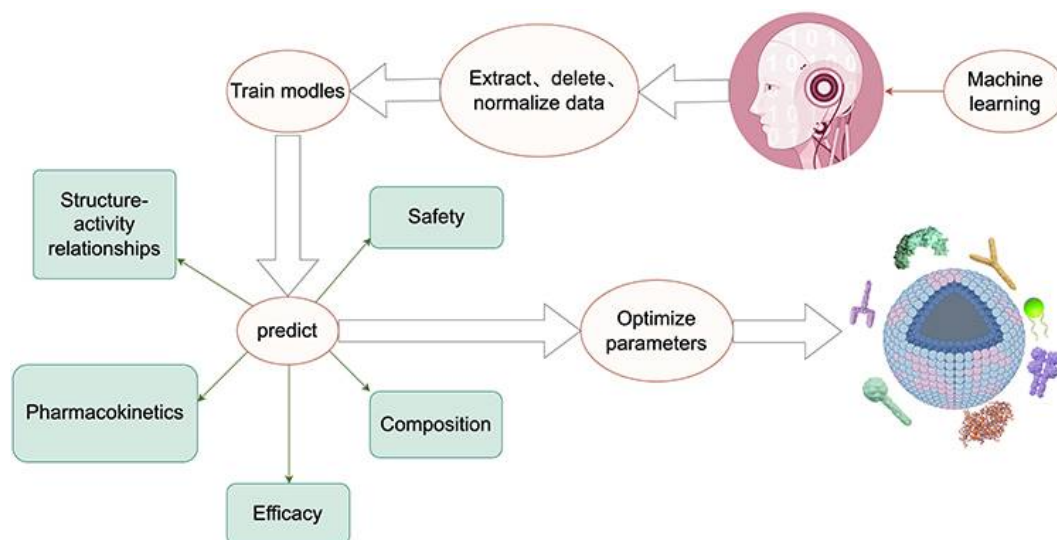 Machine
learning
Extract、delete、
normalize data
Train modles
Structure-
activity
relationships
Safety
predict
Optimize
parameters
Pharmacokinetics
Composition
Efficacy